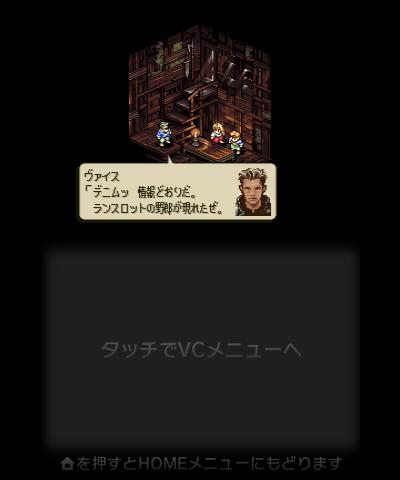 ヴァイス
「デニムッ 情報どおりだ。
ランスロットの野郎が現れたぜ。
タッチでVCメニューへ
を押すとHOMEメニューにもどります